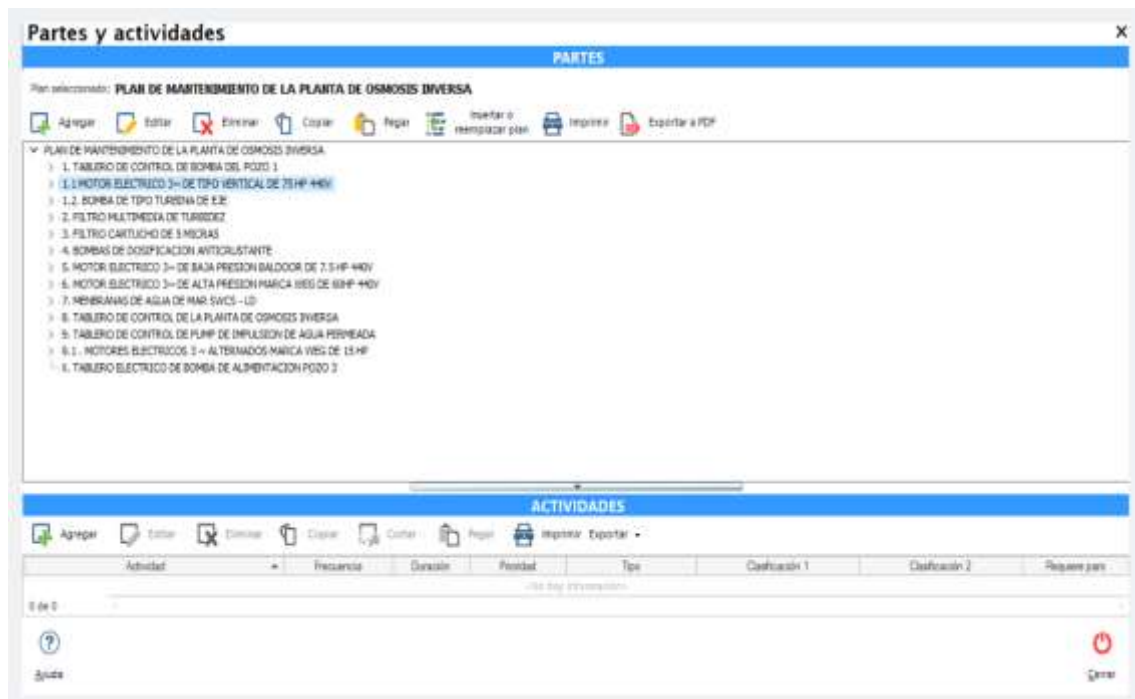 Partes y actividades
PARTES
Plan seleccionado: PLAN DE MANTENIMIENTO DE LA PLANTA DE OSMOSIS INVERSA
Agregar Editar Eliminar Copiar Pegar Insertar o reemplazar plan Imprimir Exportar a PDF
PLAN DE MANTENIMIENTO DE LA PLANTA DE OSMOSIS INVERSA
1. TABLERO DE CONTROL DE BOMBA DEL POZO 1
1.1 MOTOR ELECTRICO 3~ DE TIPO VERTICAL DE 75 HP 440V
1.2. BOMBA DE TIPO TURBINA DE EJE
2. FILTRO MULTIMEDIA DE TURBIDEZ
3. FILTRO CARTUCHO DE 5 MICRAS
4. BOMBAS DE DOSIFICACION ANTICRUSTANTE
5. MOTOR ELECTRICO 3~ DE BAJA PRESION BALDOOR DE 7.5 HP 440V
6. MOTOR ELECTRICO 3~ DE ALTA PRESION MARCA WEG DE 60HP 440V
7. MENBRANAS DE AGUA DE MAR SWCS - LD
8. TABLERO DE CONTROL DE LA PLANTA DE OSMOSIS INVERSA
9. TABLERO DE CONTROL DE PUMP DE IMPULSION DE AGUA PERMEADA
MOTORES ELECTRICOS 3 ~ ALTERNADOS MARCA WEG DE 15 HP
TABLERO ELECTRICO DE BOMBA DE ALIMENTACION POZO
ACTIVIDADES
Agregar Editar Eliminar Copiar Cortar Pegar Imprimir Exportar
Actividad Frecuencia Duración Prioridad Tipo Clasificación 1 Clasificación 2 Requiere paro
<No hay información>
0 de 0
Ayuda Cerrar